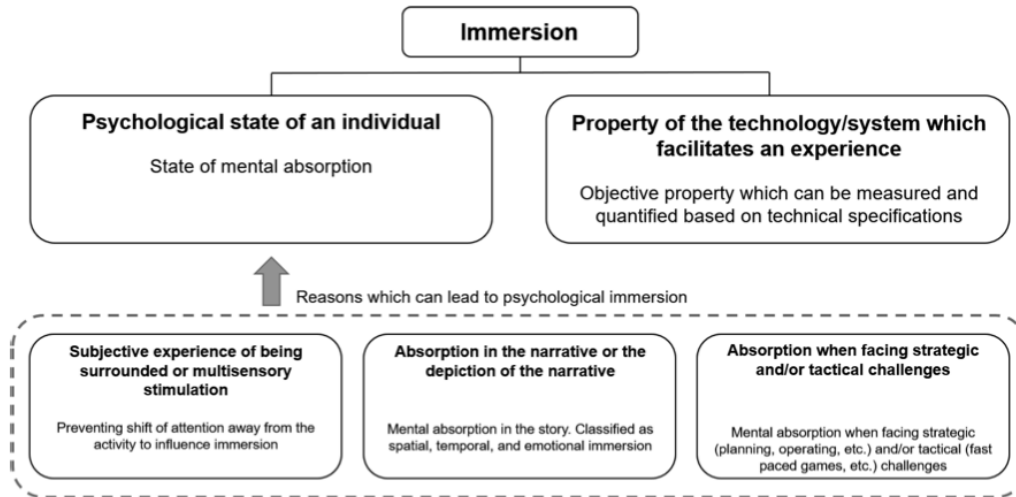 Immersion
Psychological state of an individual
State of mental absorption
Property of the technology/system which
facilitates an experience
Objective property which can be measured and
quantified based on technical specifications
Reasons which can lead to psychological immersion
Subjective experience of being
surrounded or multisensory
stimulation
Preventing shift of attention away from the
activity to influence immersion
Absorption in the narrative or the
depiction of the narrative
Mental absorption in the story. Classified as
spatial, temporal, and emotional immersion
Absorption when facing strategic
and/or tactical challenges
Mental absorption when facing strategic
(planning, operating, etc.) and/or tactical (fast
paced games, etc.) challenges